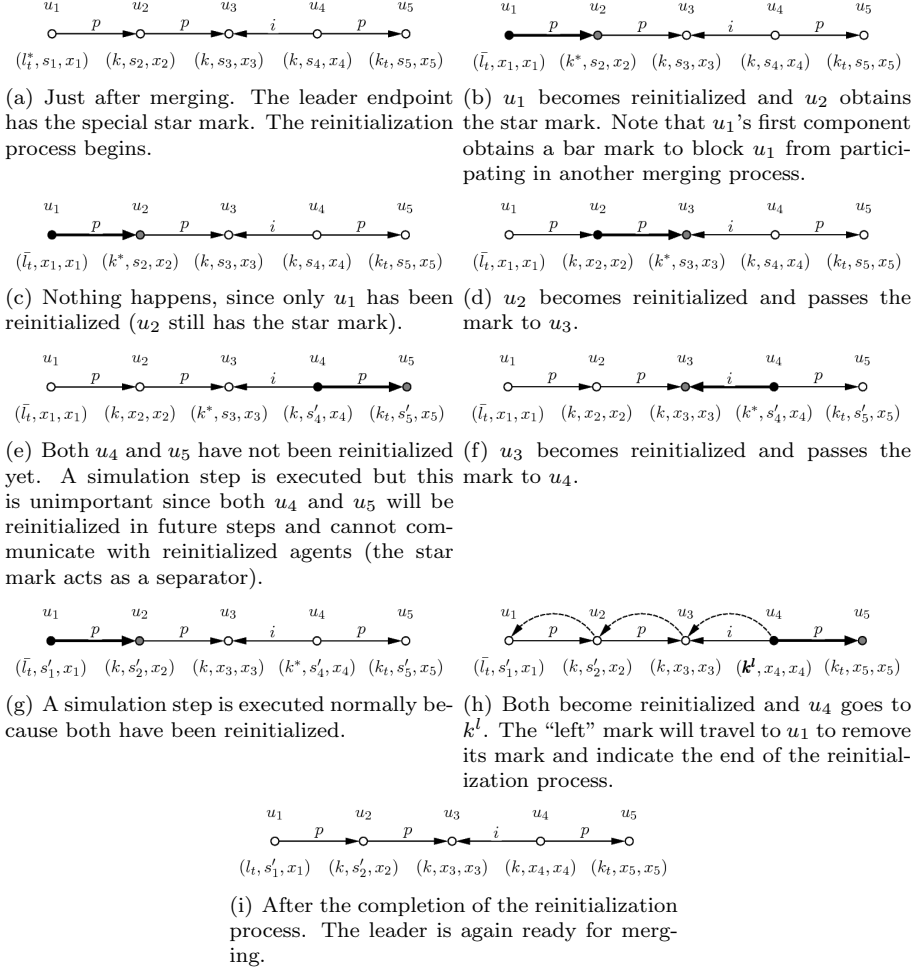 u₁ u₂ u₃ u₄ u₅
p p i p
(l*ₜ, s₁, x₁) (k, s₂, x₂) (k, s₃, x₃) (k, s₄, x₄) (kₜ, s₅, x₅)
(a) Just after merging. The leader endpoint
has the special star mark. The reinitialization
process begins.
u₁ u₂ u₃ u₄ u₅
p p i p
(l̄ₜ, x₁, x₁) (k*, s₂, x₂) (k, s₃, x₃) (k, s₄, x₄) (kₜ, s₅, x₅)
(b) u₁ becomes reinitialized and u₂ obtains
the star mark. Note that u₁'s first component
obtains a bar mark to block u₁ from partici-
pating in another merging process.
u₁ u₂ u₃ u₄ u₅
p p i p
(l̄ₜ, x₁, x₁) (k*, s₂, x₂) (k, s₃, x₃) (k, s₄, x₄) (kₜ, s₅, x₅)
(c) Nothing happens, since only u₁ has been
reinitialized (u₂ still has the star mark).
u₁ u₂ u₃ u₄ u₅
p p i p
(l̄ₜ, x₁, x₁) (k, x₂, x₂) (k*, s₃, x₃) (k, s₄, x₄) (kₜ, s₅, x₅)
(d) u₂ becomes reinitialized and passes the
mark to u₃.
u₁ u₂ u₃ u₄ u₅
p p i p
(l̄ₜ, x₁, x₁) (k, x₂, x₂) (k*, s₃, x₃) (k, s′₄, x₄) (kₜ, s′₅, x₅)
(e) Both u₄ and u₅ have not been reinitialized
yet. A simulation step is executed but this
is unimportant since both u₄ and u₅ will be
reinitialized in future steps and cannot com-
municate with reinitialized agents (the star
mark acts as a separator).
u₁ u₂ u₃ u₄ u₅
p p i p
(l̄ₜ, x₁, x₁) (k, x₂, x₂) (k, x₃, x₃) (k*, s′₄, x₄) (kₜ, s′₅, x₅)
(f) u₃ becomes reinitialized and passes the
mark to u₄.
u₁ u₂ u₃ u₄ u₅
p p i p
(l̄ₜ, s′₁, x₁) (k, s′₂, x₂) (k, x₃, x₃) (k*, s′₄, x₄) (kₜ, s′₅, x₅)
(g) A simulation step is executed normally be-
cause both have been reinitialized.
u₁ u₂ u₃ u₄ u₅
p p i p
(l̄ₜ, s′₁, x₁) (k, s′₂, x₂) (k, x₃, x₃) (kˡ, x₄, x₄) (kₜ, x₅, x₅)
(h) Both become reinitialized and u₄ goes to
kˡ. The “left” mark will travel to u₁ to remove
its mark and indicate the end of the reinitial-
ization process.
u₁ u₂ u₃ u₄ u₅
p p i p
(lₜ, s′₁, x₁) (k, s′₂, x₂) (k, x₃, x₃) (k, x₄, x₄) (kₜ, x₅, x₅)
(i) After the completion of the reinitialization
process. The leader is again ready for merg-
ing.